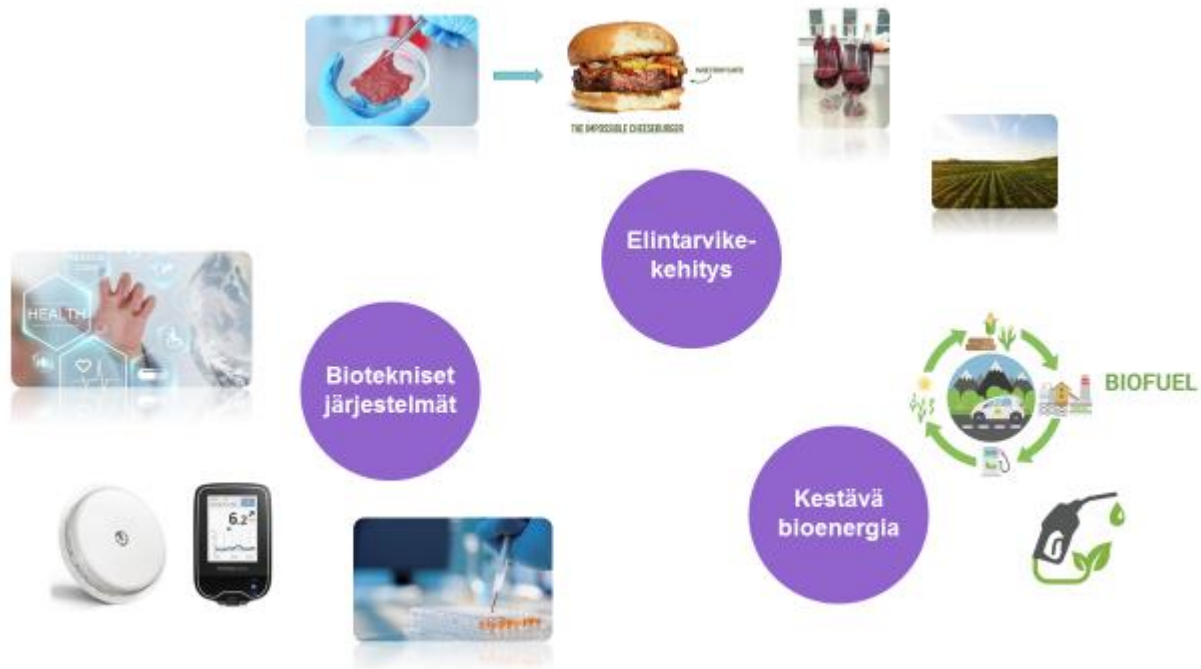 THE IMPOSSIBLE CHEESEBURGER
Elintarvike-
kehitys
HEALTH
Biotekniset
järjestelmät
BIOFUEL
Kestävä
bioenergia
6.2